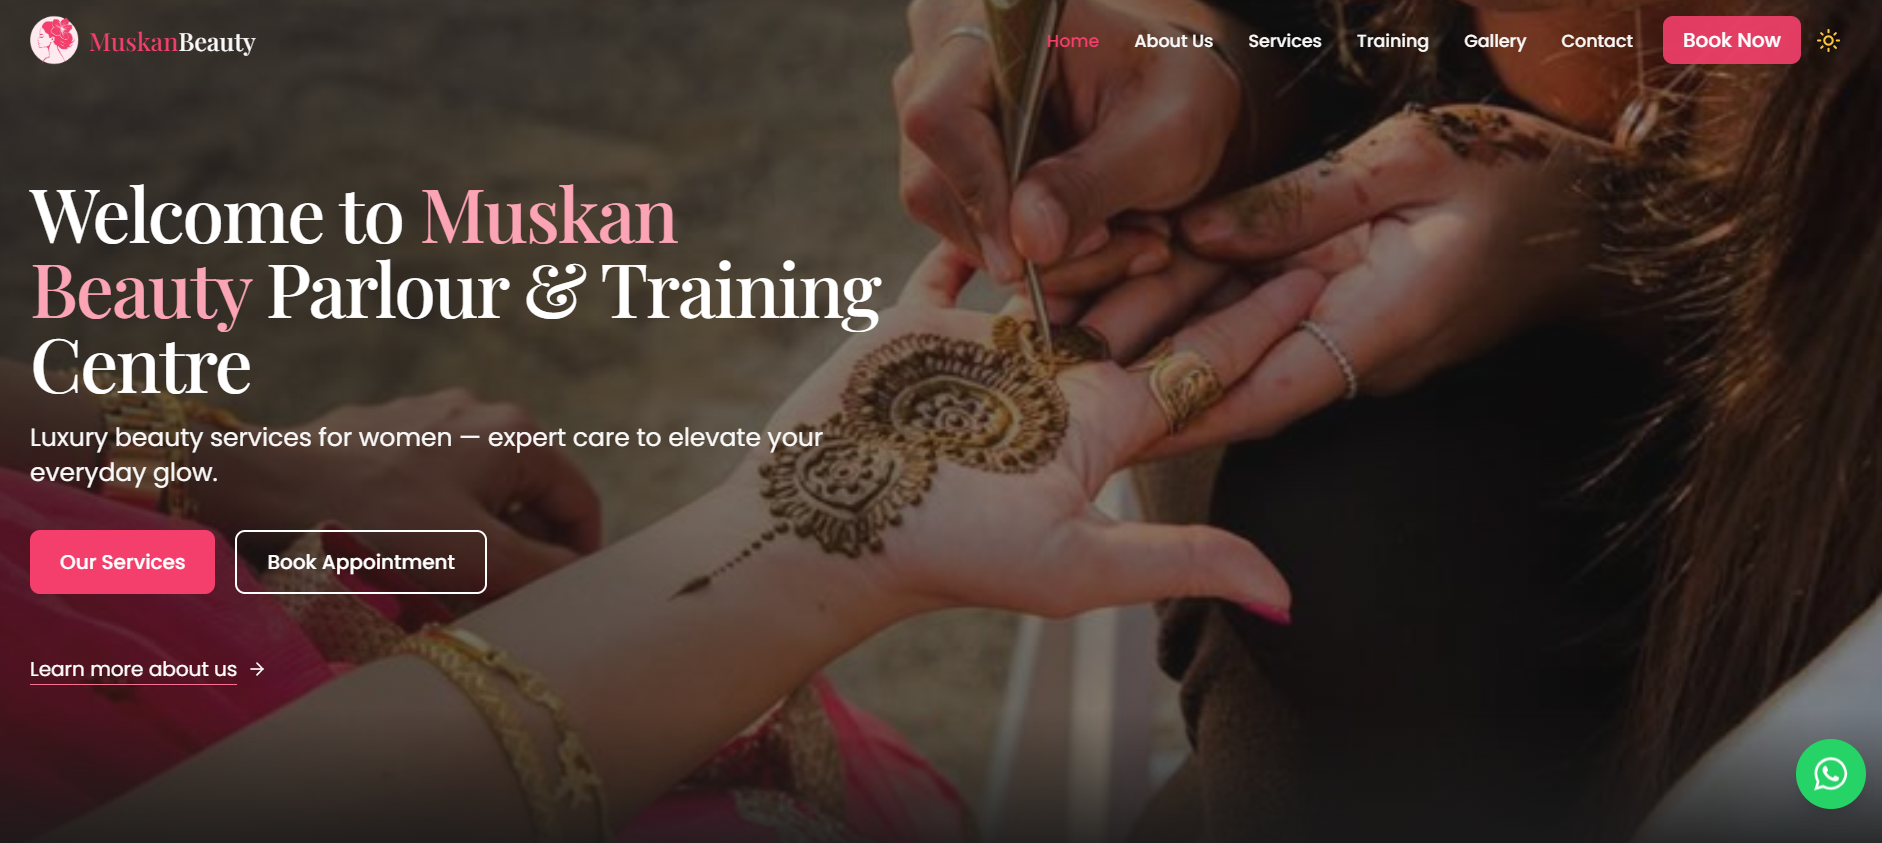 MuskanBeauty
Home
About Us
Services
Training
Gallery
Contact
Book Now
Welcome to Muskan
Beauty Parlour & Training
Centre
Luxury beauty services for women — expert care to elevate your
everyday glow.
Our Services
Book Appointment
Learn more about us →